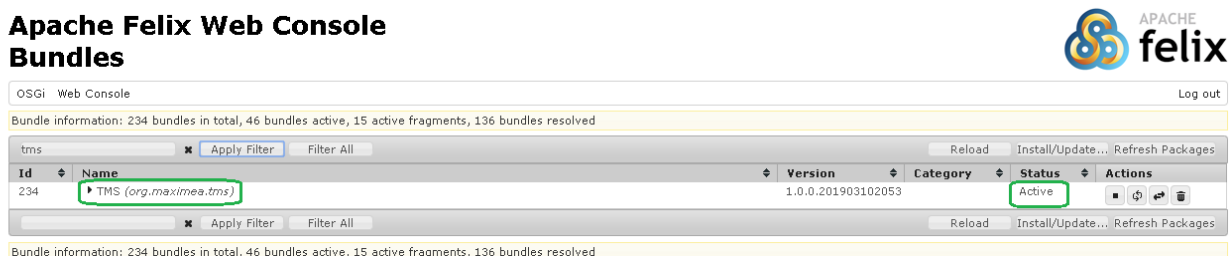 Apache Felix Web Console
Bundles
APACHE
felix
OSGi Web Console Log out
Bundle information: 234 bundles in total, 46 bundles active, 15 active fragments, 136 bundles resolved
tms Apply Filter Filter All Reload Install/Update... Refresh Packages
Id Name Version Category Status Actions
234 TMS (org.maximea.tms) 1.0.0.201903102053 Active
Apply Filter Filter All Reload Install/Update... Refresh Packages
Bundle information: 234 bundles in total, 46 bundles active, 15 active fragments, 136 bundles resolved